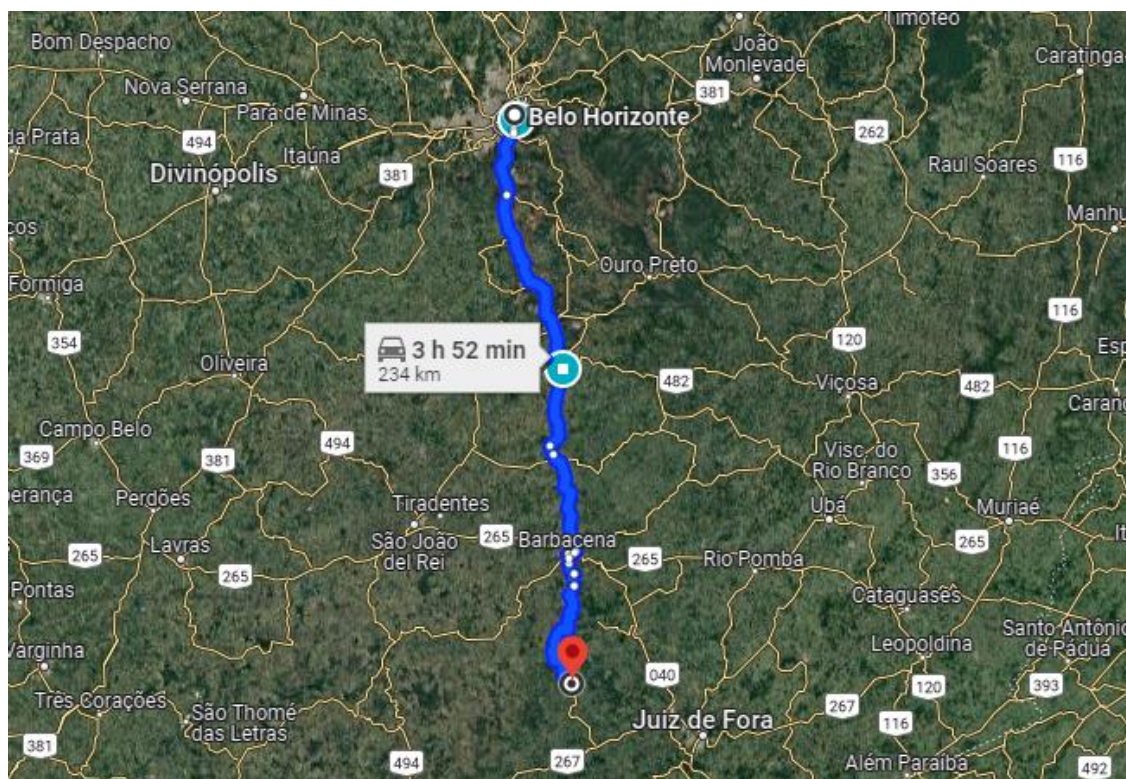 Timóteo
Bom Despacho
João
Monlevade
Caratinga
Nova Serrana
381
Pará de Minas
Belo Horizonte
da Prata
494
262
Itaúna
116
Raul Soares
Divinópolis
381
Manhu
cos
Ouro Preto
Formiga
116
354
120
Esp
3 h 52 min
234 km
Oliveira
482
Viçosa
482
Caran
Campo Belo
494
116
369
381
Visc. do
Rio Branco
356
perança
Perdões
Tiradentes
Ubá
Muriaé
265
Barbacena
265
It
265
Lavras
São João
del Rei
265
Rio Pomba
265
Pontas
Cataguases
Varginha
Leopoldina
Santo Antônio
de Pádua
040
Três Corações
120
393
São Thomé
das Letras
Juiz de Fora
267
116
381
494
267
Além Paraíba
492